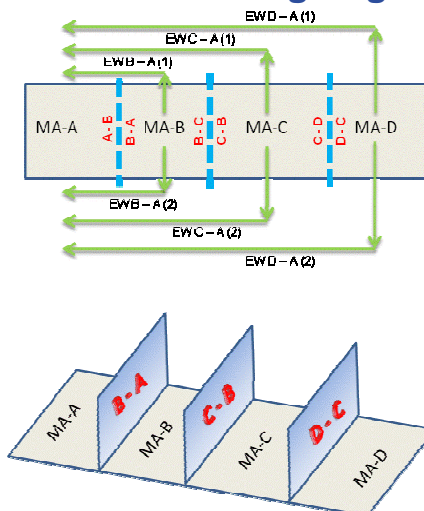 EWD-A(1)
EWC-A(1)
EWB-A(1)
MA-A
A-B
B-A
MA-B
B-C
C-B
MA-C
C-D
D-C
MA-D
EWB-A(2)
EWC-A(2)
EWD-A(2)
MA-A
B-A
MA-B
C-B
MA-C
D-C
MA-D